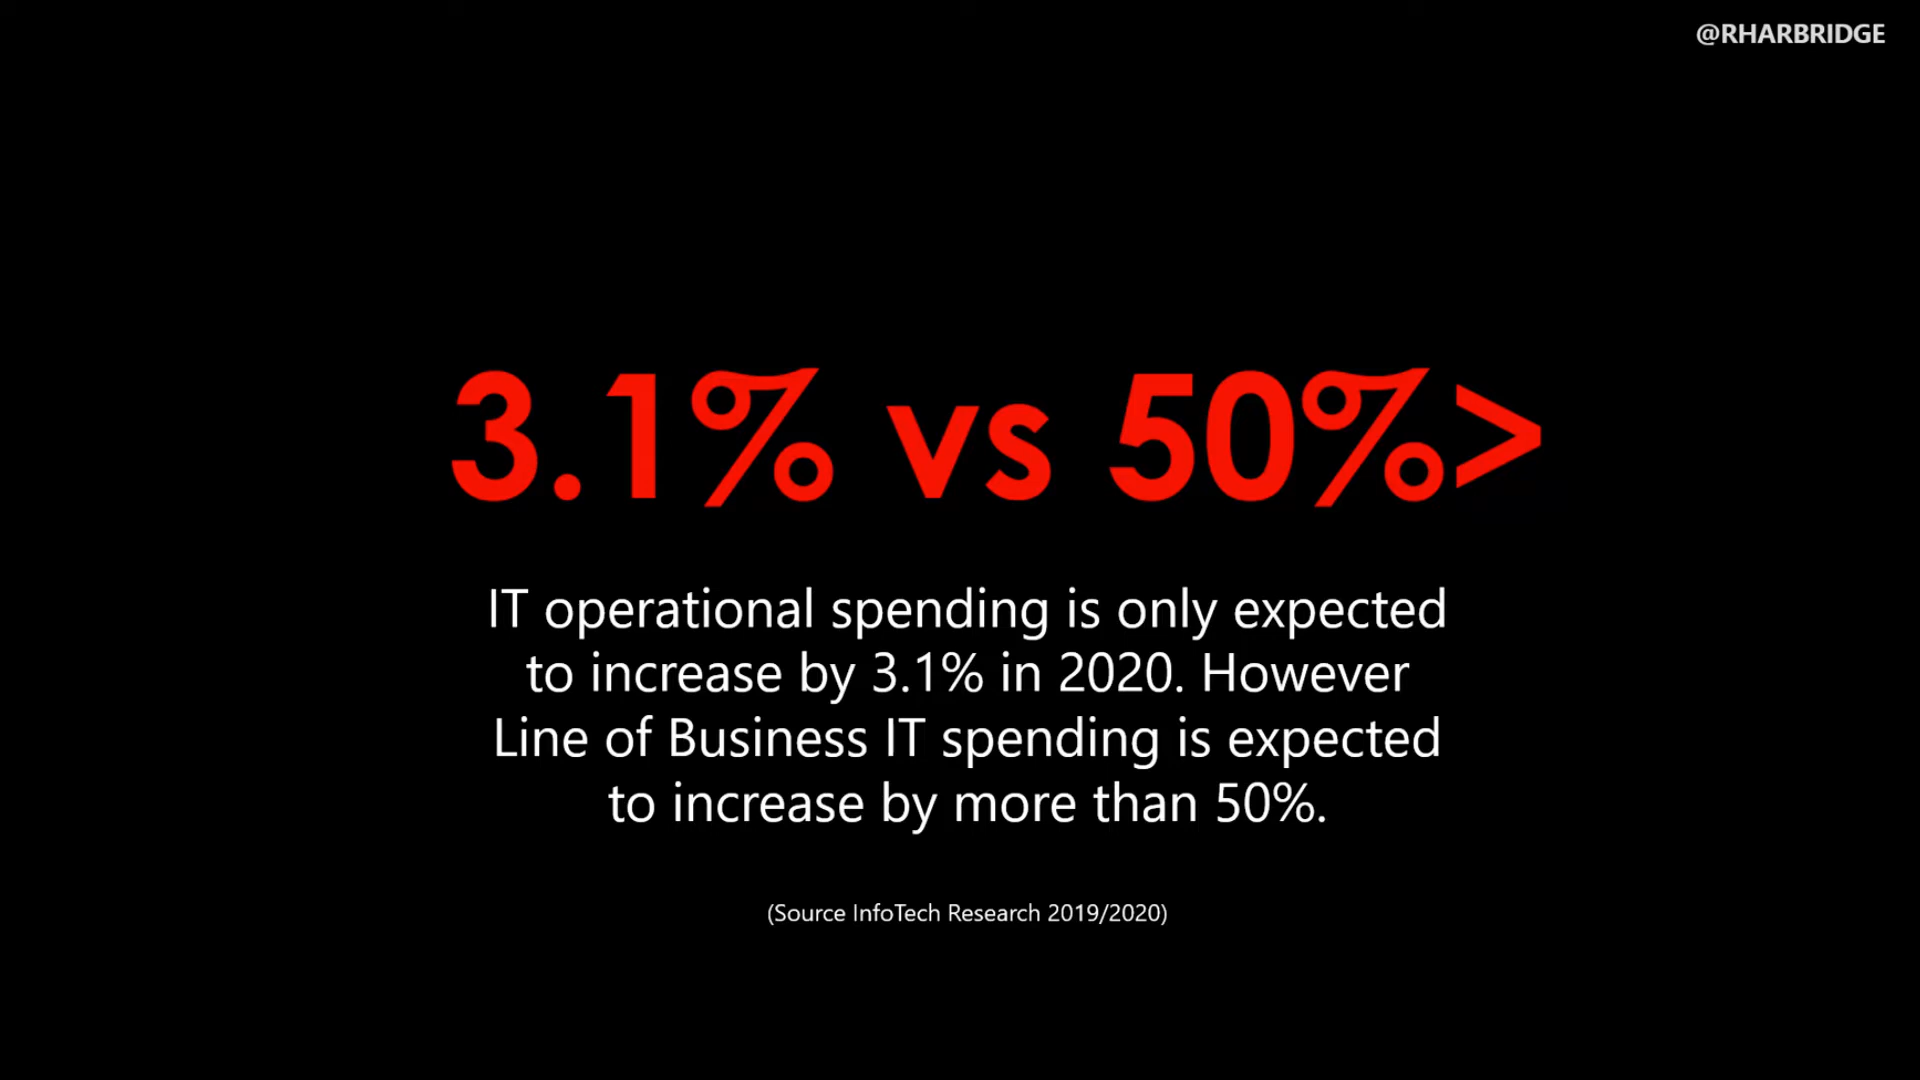 @RHARBRIDGE
3.1% vs 50%>
IT operational spending is only expected
to increase by 3.1% in 2020. However
Line of Business IT spending is expected
to increase by more than 50%.
(Source InfoTech Research 2019/2020)